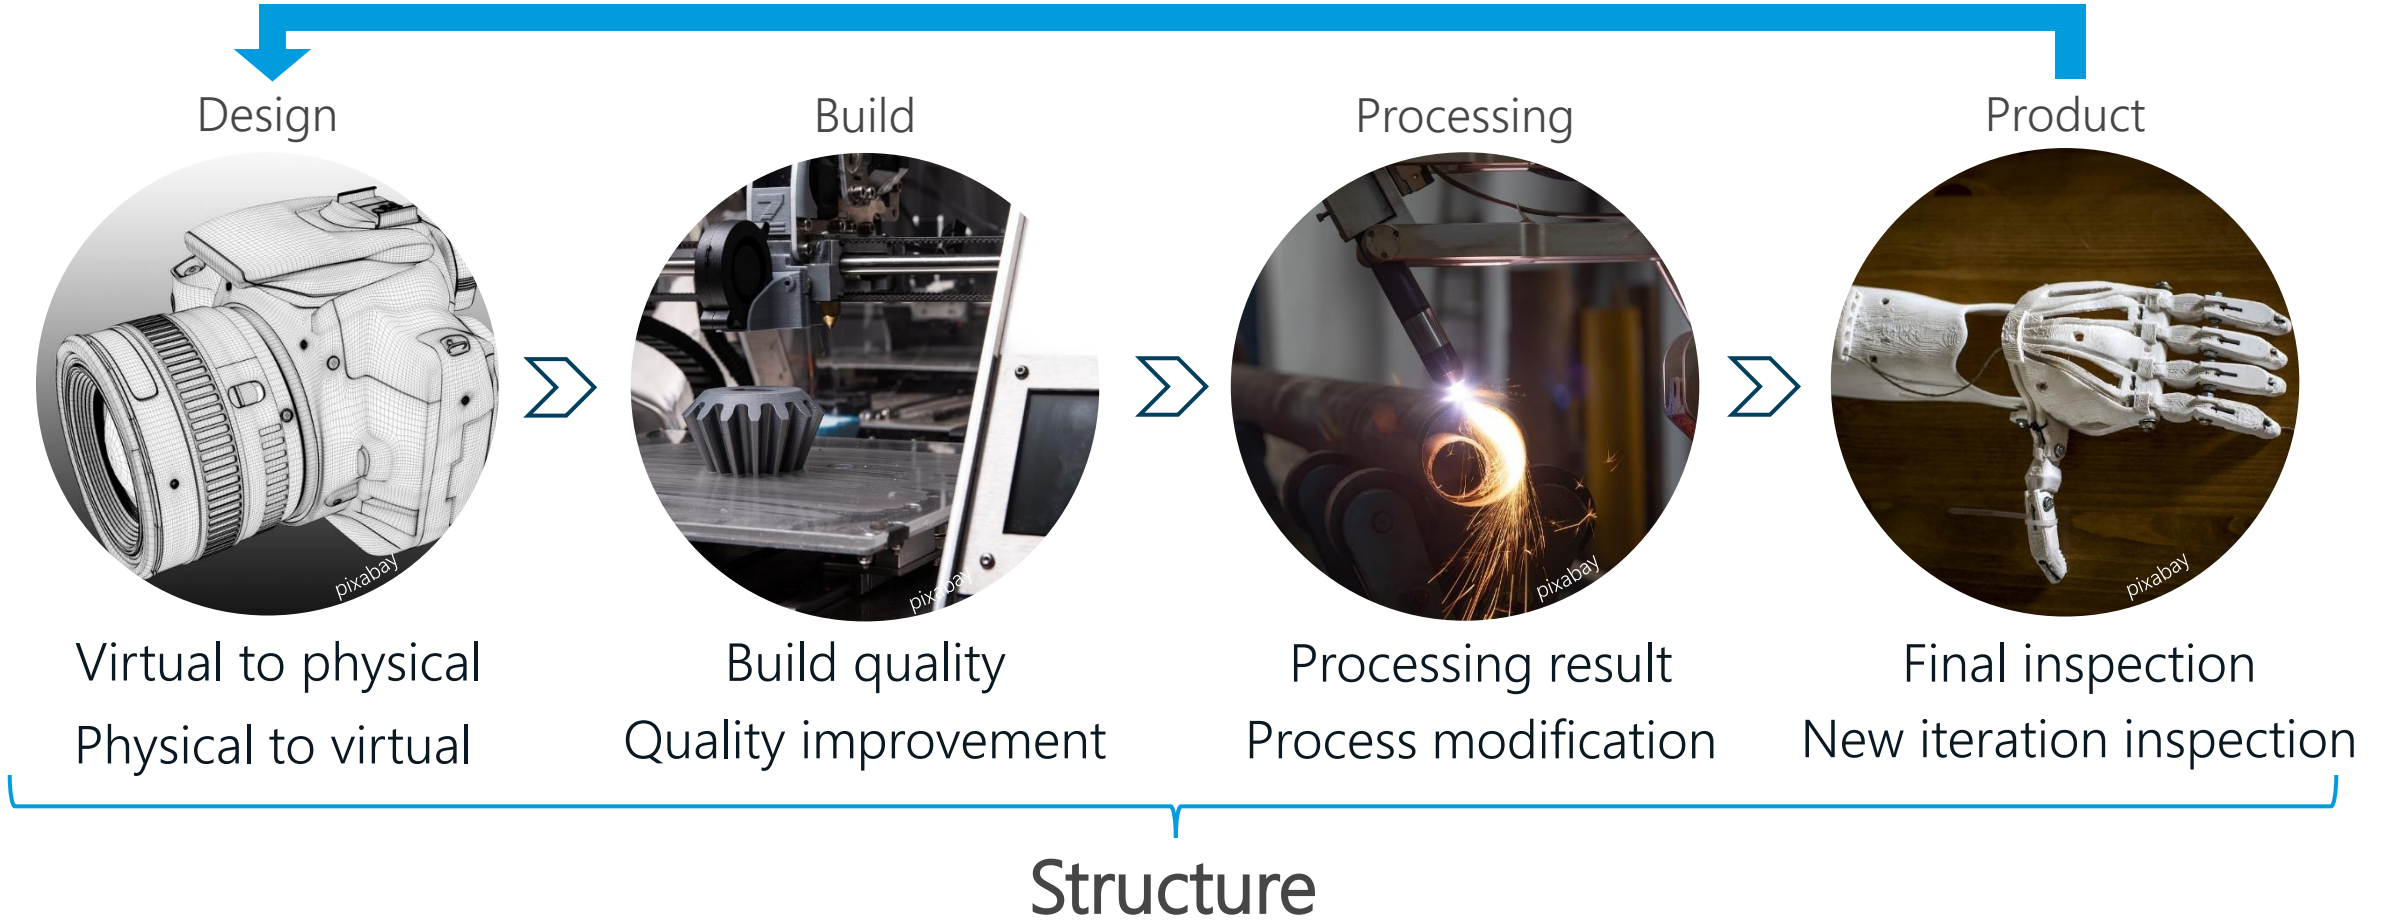 Design
Build
Processing
Product
Z
pixabay
pixabay
pixabay
pixabay
Virtual to physical
Build quality
Processing result
Final inspection
Physical to virtual
Quality improvement
Process modification
New iteration inspection
Structure